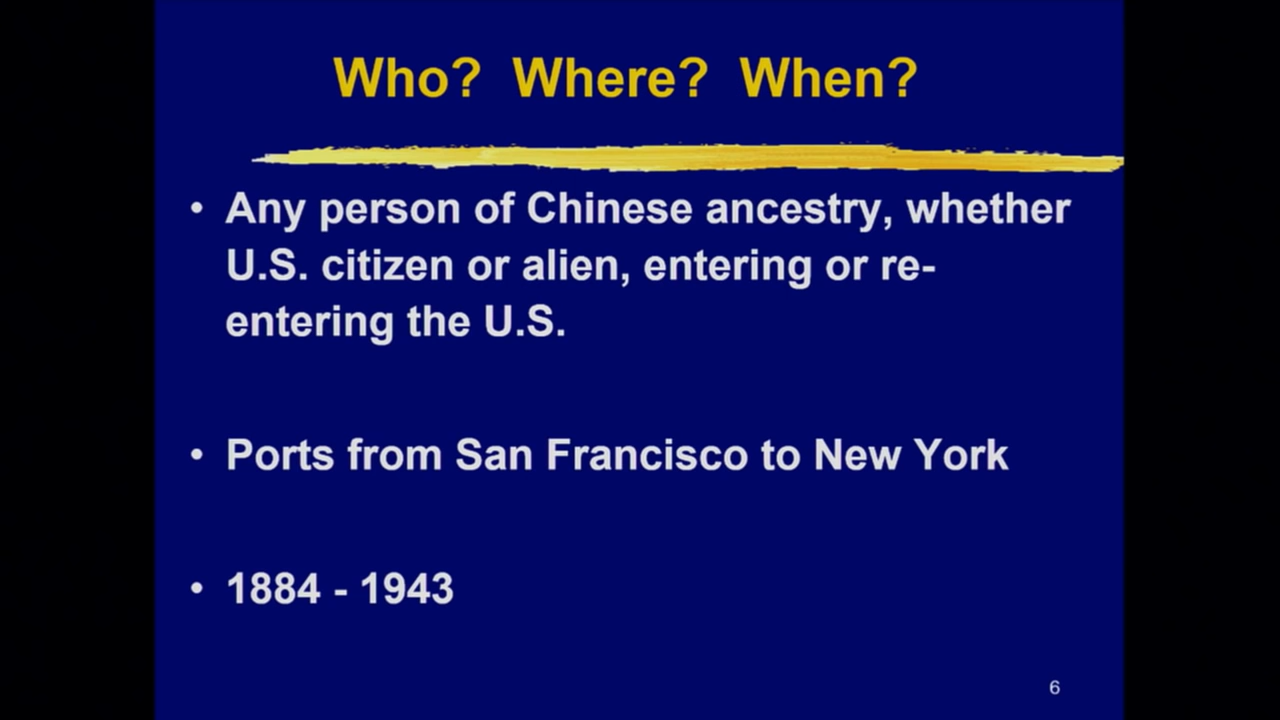 Who? Where? When?
• Any person of Chinese ancestry, whether
U.S. citizen or alien, entering or re-
entering the U.S.
• Ports from San Francisco to New York
• 1884 - 1943
6